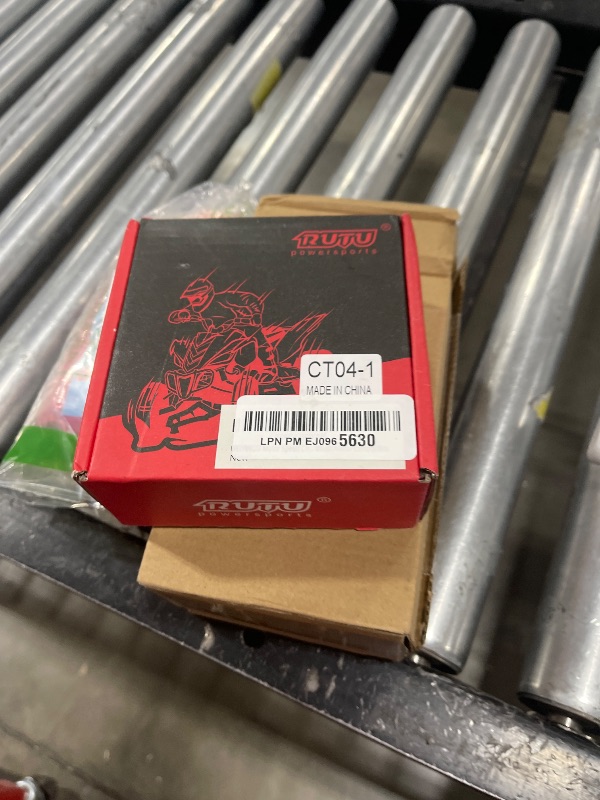 RUTU®
powersports
CT04-1
MADE IN CHINA
LPN PM EJ096 5630
RUTU®
powersports